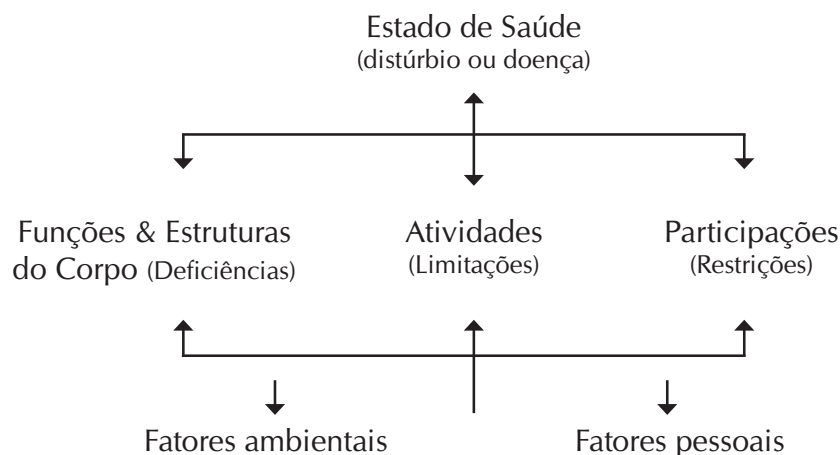 Estado de Saúde
(distúrbio ou doença)
Funções & Estruturas
do Corpo (Deficiências)
Atividades
(Limitações)
Participações
(Restrições)
Fatores ambientais
Fatores pessoais